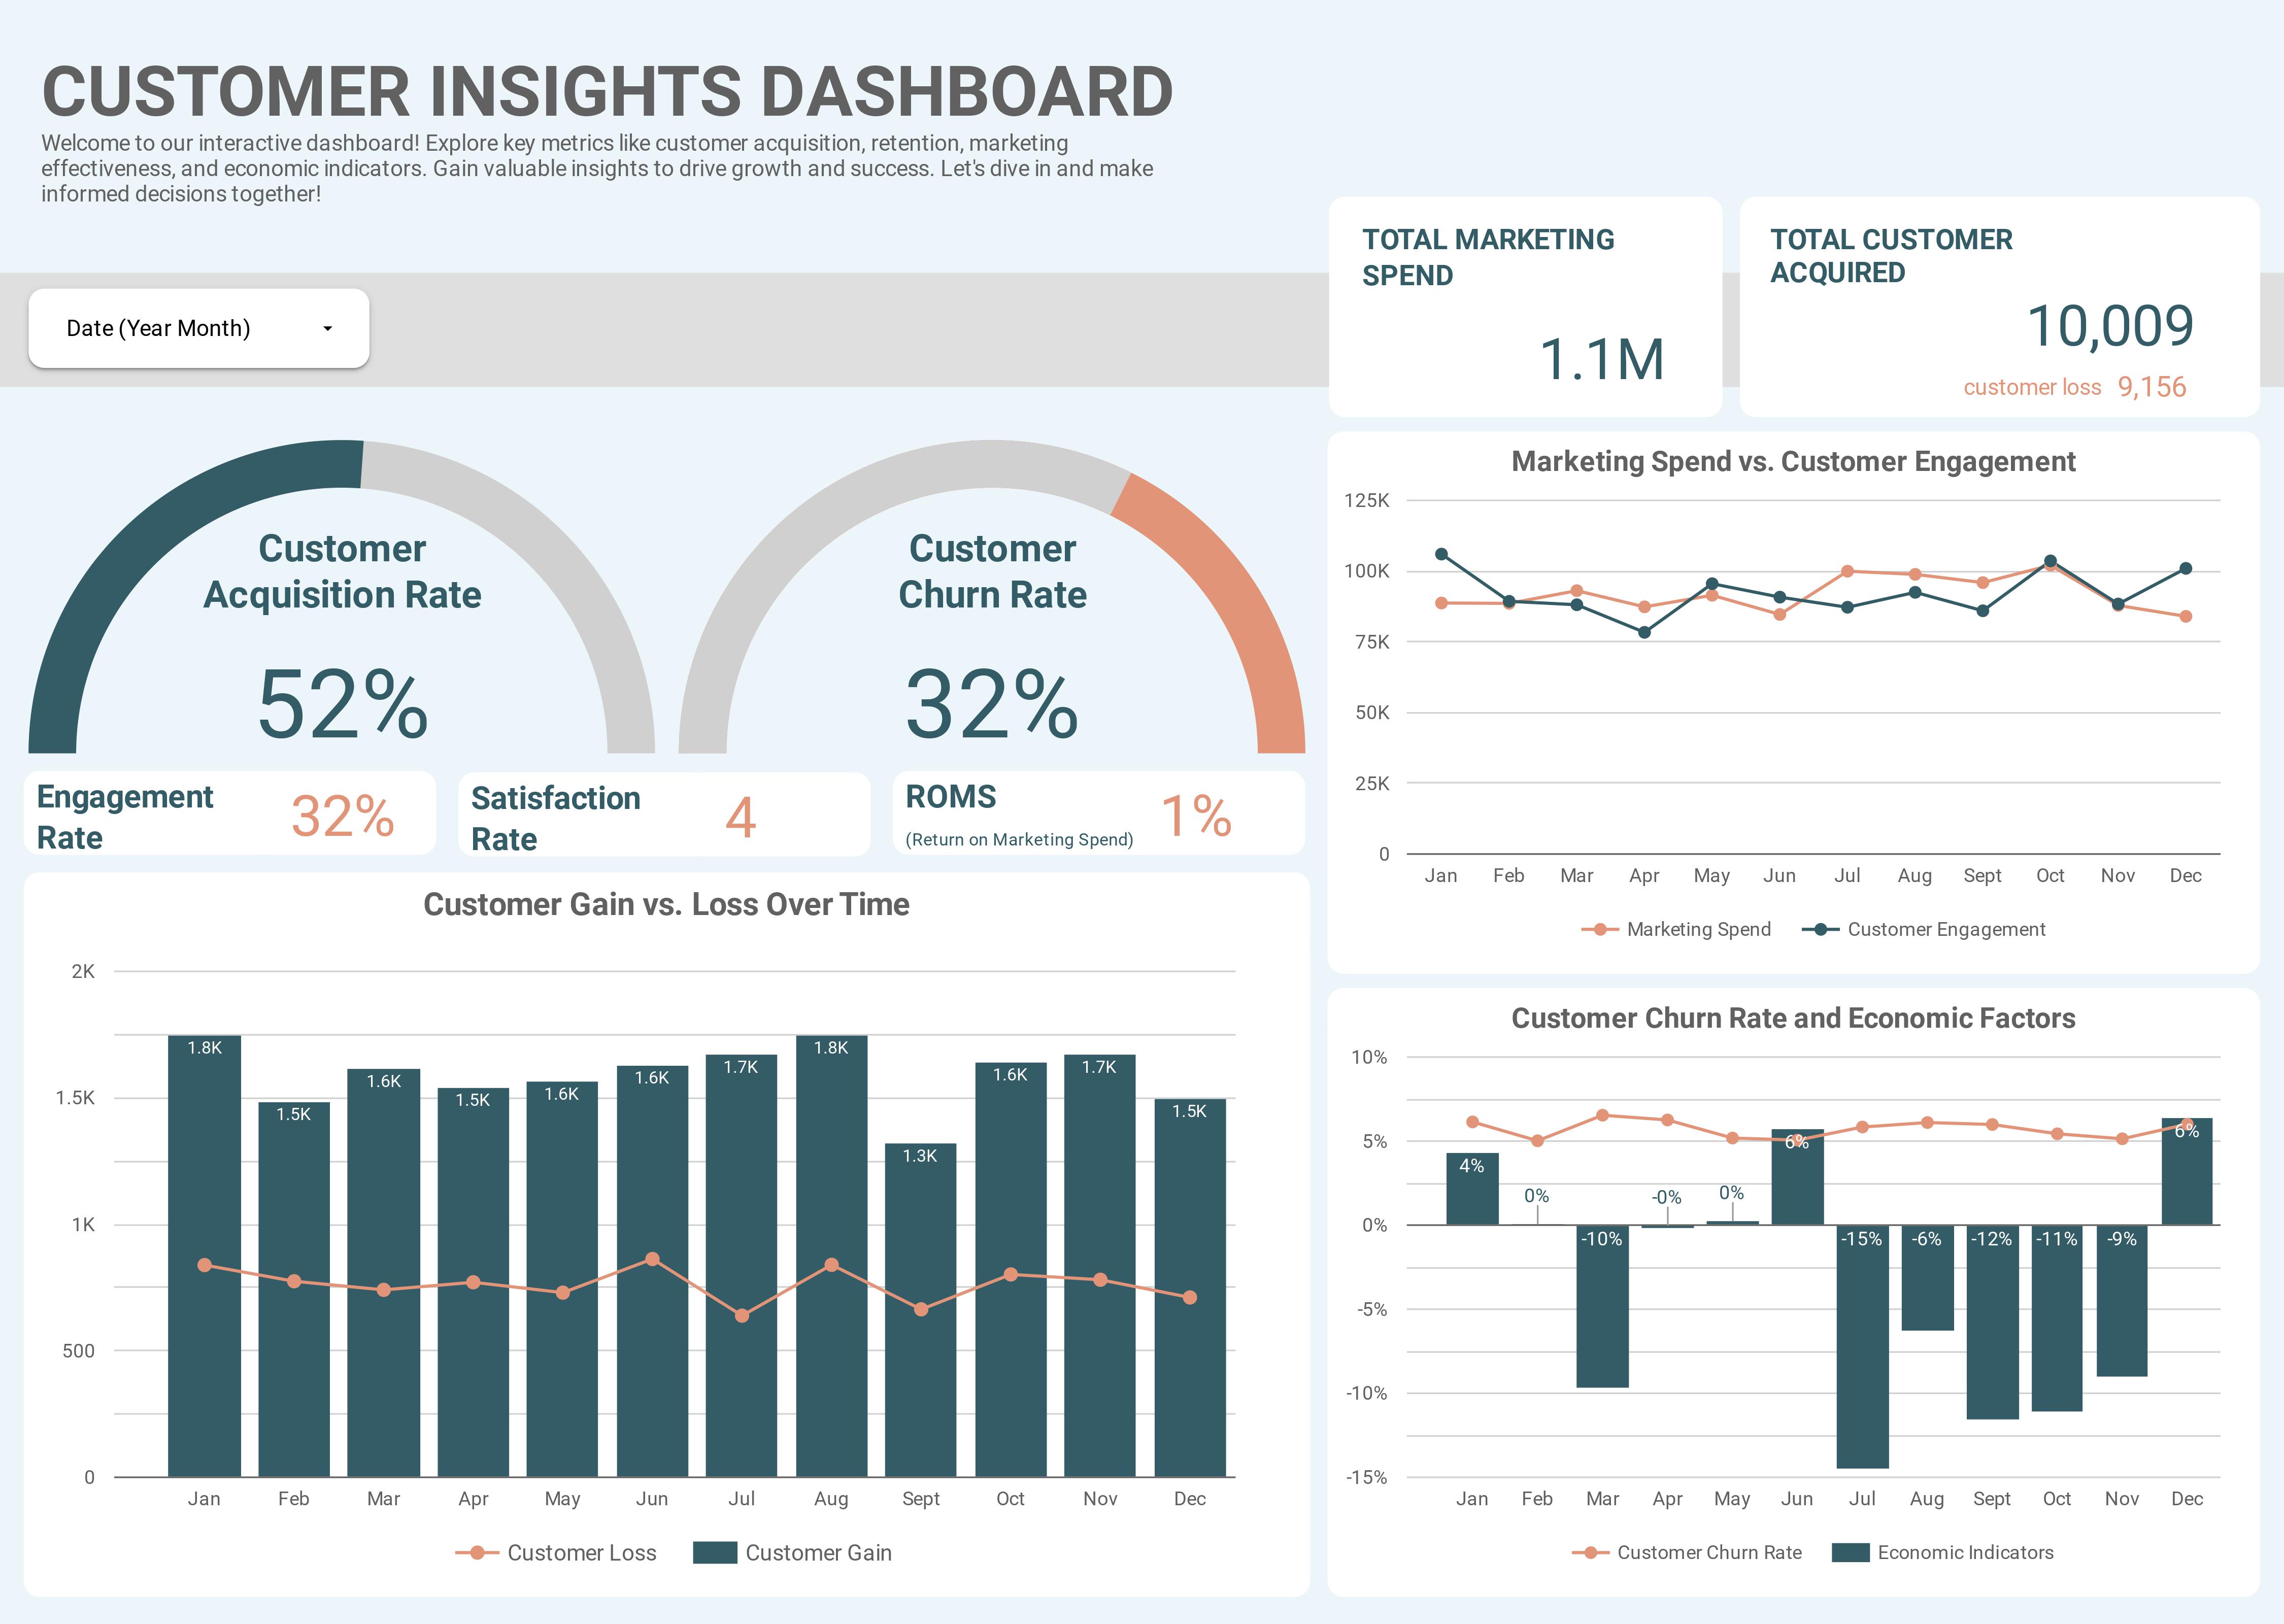 CUSTOMER INSIGHTS DASHBOARD
Welcome to our interactive dashboard! Explore key metrics like customer acquisition, retention, marketing
effectiveness, and economic indicators. Gain valuable insights to drive growth and success. Let's dive in and make
informed decisions together!
Date (Year Month)
TOTAL MARKETING
SPEND
1.1M
TOTAL CUSTOMER
ACQUIRED
10,009
customer loss 9,156
Customer
Acquisition Rate
52%
Customer
Churn Rate
32%
Engagement
Rate
32%
Satisfaction
Rate
4
ROMS
(Return on Marketing Spend)
1%
Marketing Spend vs. Customer Engagement
125K
100K
75K
50K
25K
0
Jan Feb Mar Apr May Jun Jul Aug Sept Oct Nov Dec
Marketing Spend Customer Engagement
Customer Gain vs. Loss Over Time
2K
1.5K
1K
500
0
1.8K 1.5K 1.6K 1.5K 1.6K 1.6K 1.7K 1.8K 1.3K 1.6K 1.7K 1.5K
Jan Feb Mar Apr May Jun Jul Aug Sept Oct Nov Dec
Customer Loss Customer Gain
Customer Churn Rate and Economic Factors
10%
5%
0%
-5%
-10%
-15%
4% 0% -10% -0% 0% 6% -15% -6% -12% -11% -9% 6%
Jan Feb Mar Apr May Jun Jul Aug Sept Oct Nov Dec
Customer Churn Rate Economic Indicators